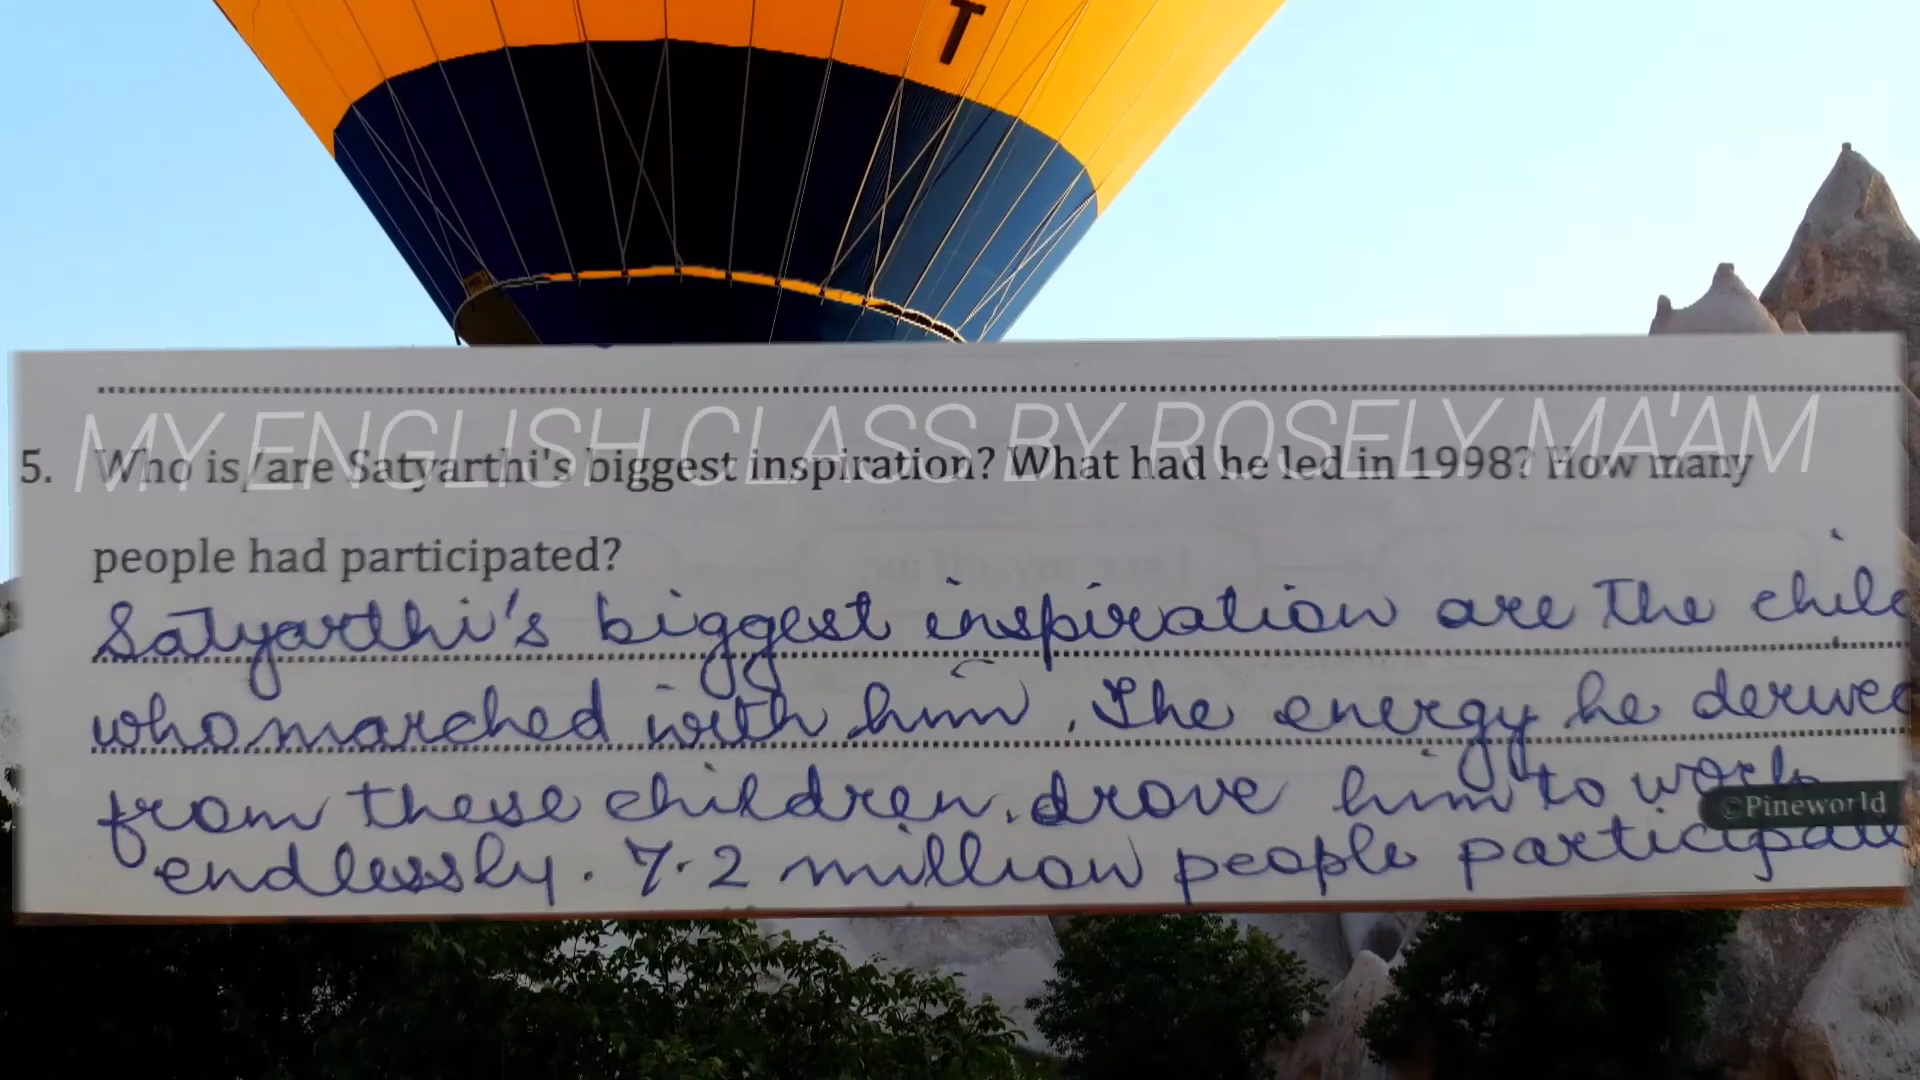 T
MY ENGLISH CLASS BY ROSELY MA'AM
5. Who is/are Satyarthi's biggest inspiration? What had he led in 1998? How many
people had participated?
Satyarthi's biggest inspiration are the chil
who marched with him. The energy he derived
from these children. drove him to work
©Pineworld
endlessly. 7.2 million people participate